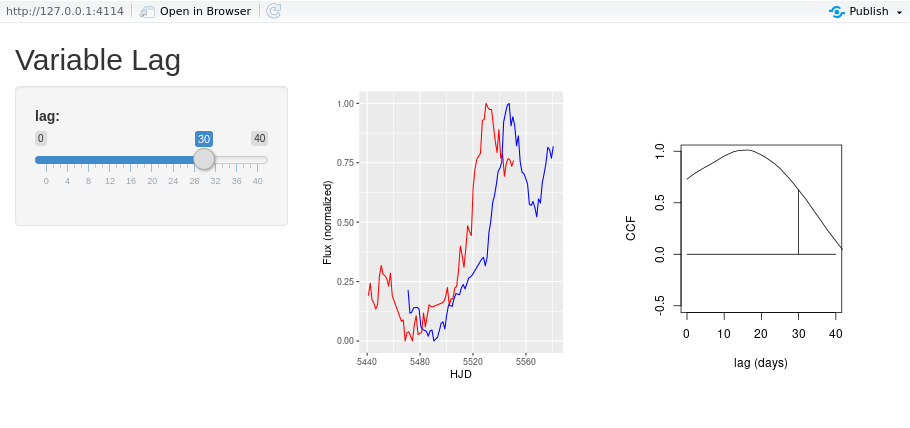 http://127.0.0.1:4114 Open in Browser Publish
Variable Lag
lag:
0 30 40
0 4 8 12 16 20 24 28 32 36 40
Flux (normalized)
1.00
0.75
0.50
0.25
0.00
5440 5480 5520 5560
HJD
CCF
1.0
0.5
0.0
-0.5
0 10 20 30 40
lag (days)